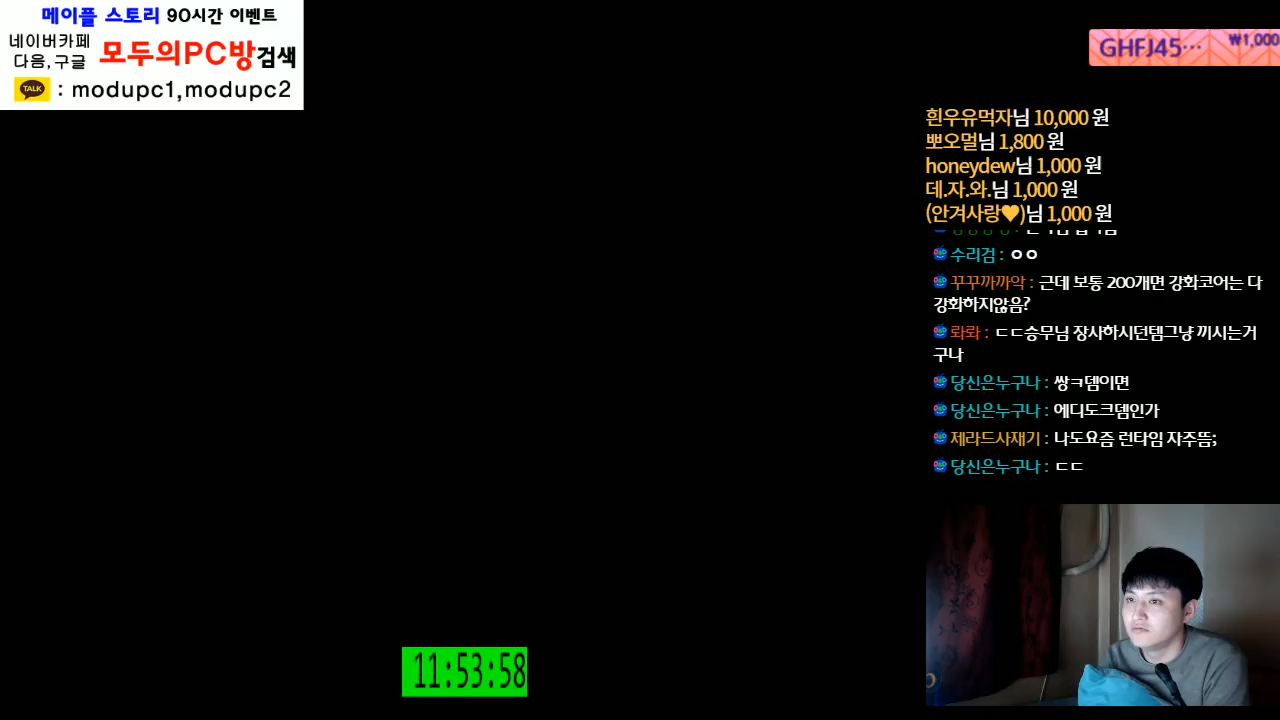 메이플 스토리 90시간 이벤트
네이버카페
다음,구글
모두의PC방검색
TALK : modupc1,modupc2
GHFJ45… ₩1,000
흰우유먹자님 10,000 원
뽀오멀님 1,800 원
honeydew님 1,000 원
데.자.와.님 1,000 원
(안겨사랑♥)님 1,000 원
수리검 : ㅇㅇ
꾸꾸까까악 : 근데 보통 200개면 강화코어는 다
강화하지않음?
롸롸 : ㄷㄷ승무님 장사하시던템그냥 끼시는거
구나
당신은누구나 : 쌍ㅋ뎀이면
당신은누구나 : 에디도크뎀인가
제라드사재기 : 나도요즘 런타임 자주뜸;
당신은누구나 : ㄷㄷ
11:53:58